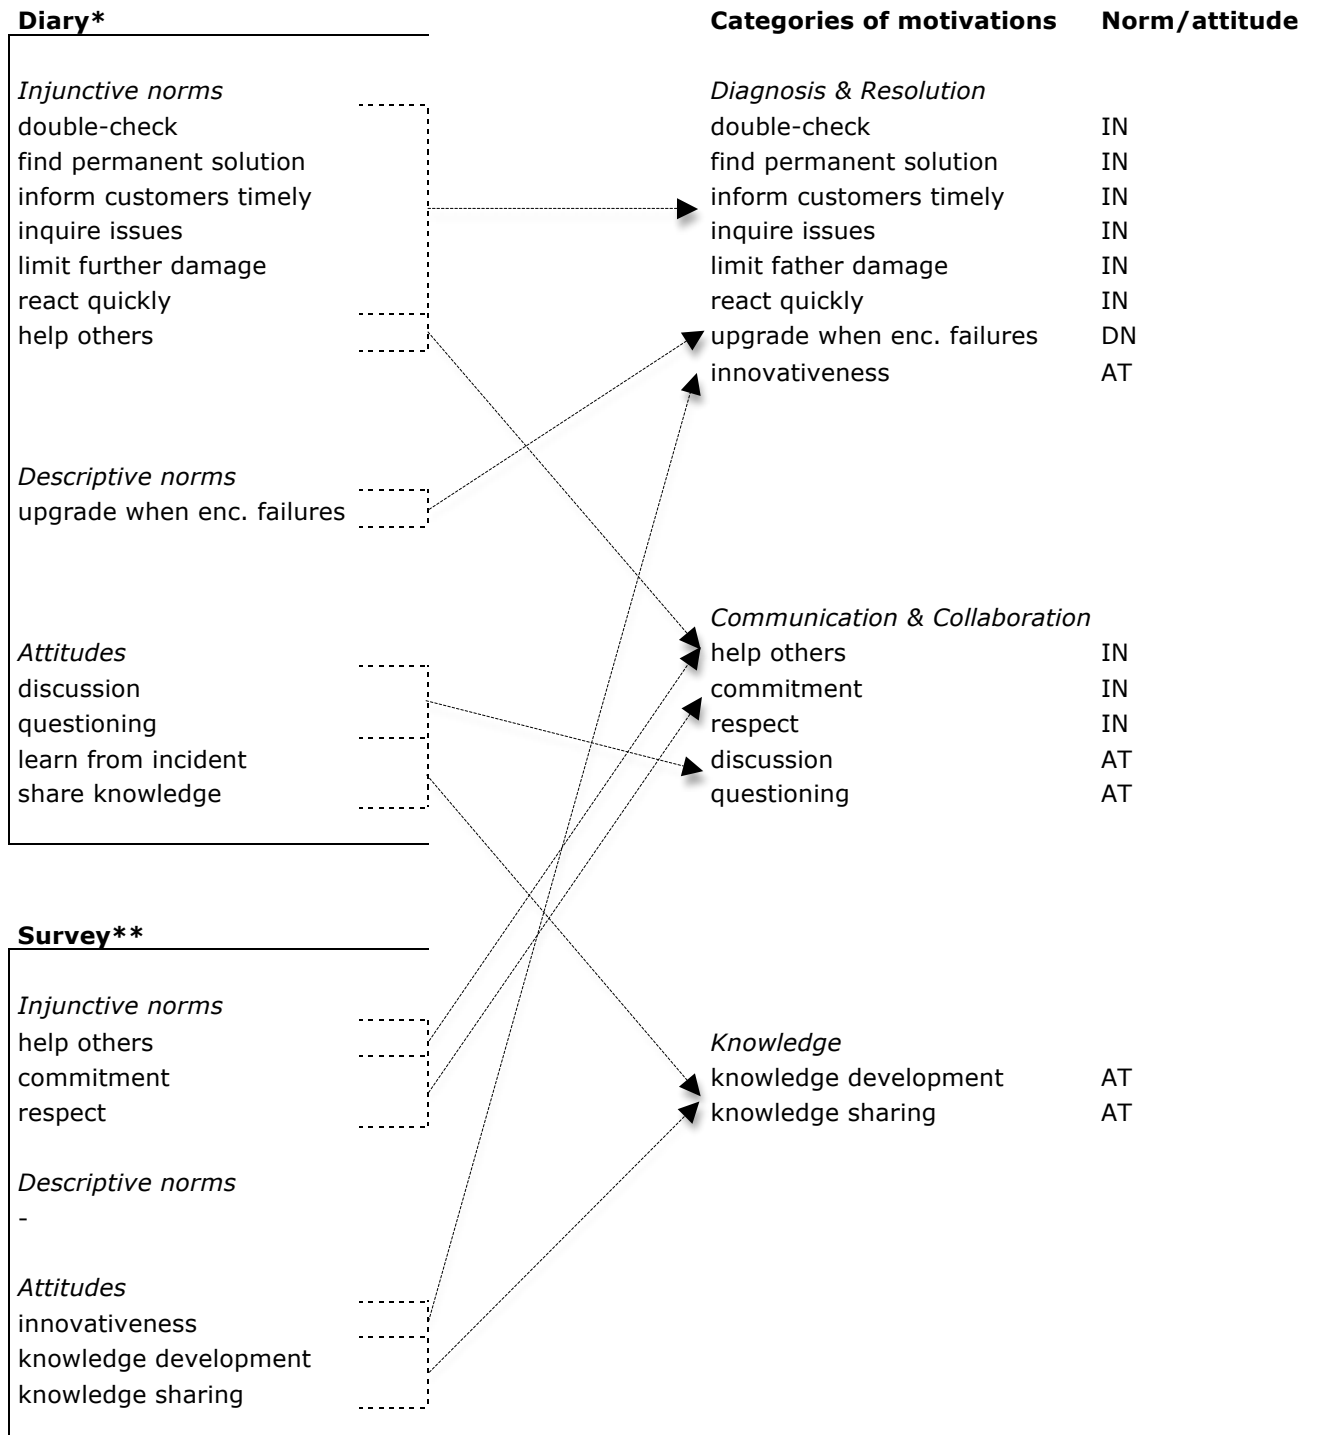 Diary* Categories of motivations Norm/attitude
Injunctive norms Diagnosis & Resolution
double-check double-check IN
find permanent solution find permanent solution IN
inform customers timely inform customers timely IN
inquire issues inquire issues IN
limit further damage limit father damage IN
react quickly react quickly IN
help others upgrade when enc. failures DN
innovativeness AT
Descriptive norms
upgrade when enc. failures
Communication & Collaboration
Attitudes help others IN
discussion commitment IN
questioning respect IN
learn from incident discussion AT
share knowledge questioning AT
Survey**
Injunctive norms
help others Knowledge
commitment knowledge development AT
respect knowledge sharing AT
Descriptive norms
-
Attitudes
innovativeness
knowledge development
knowledge sharing